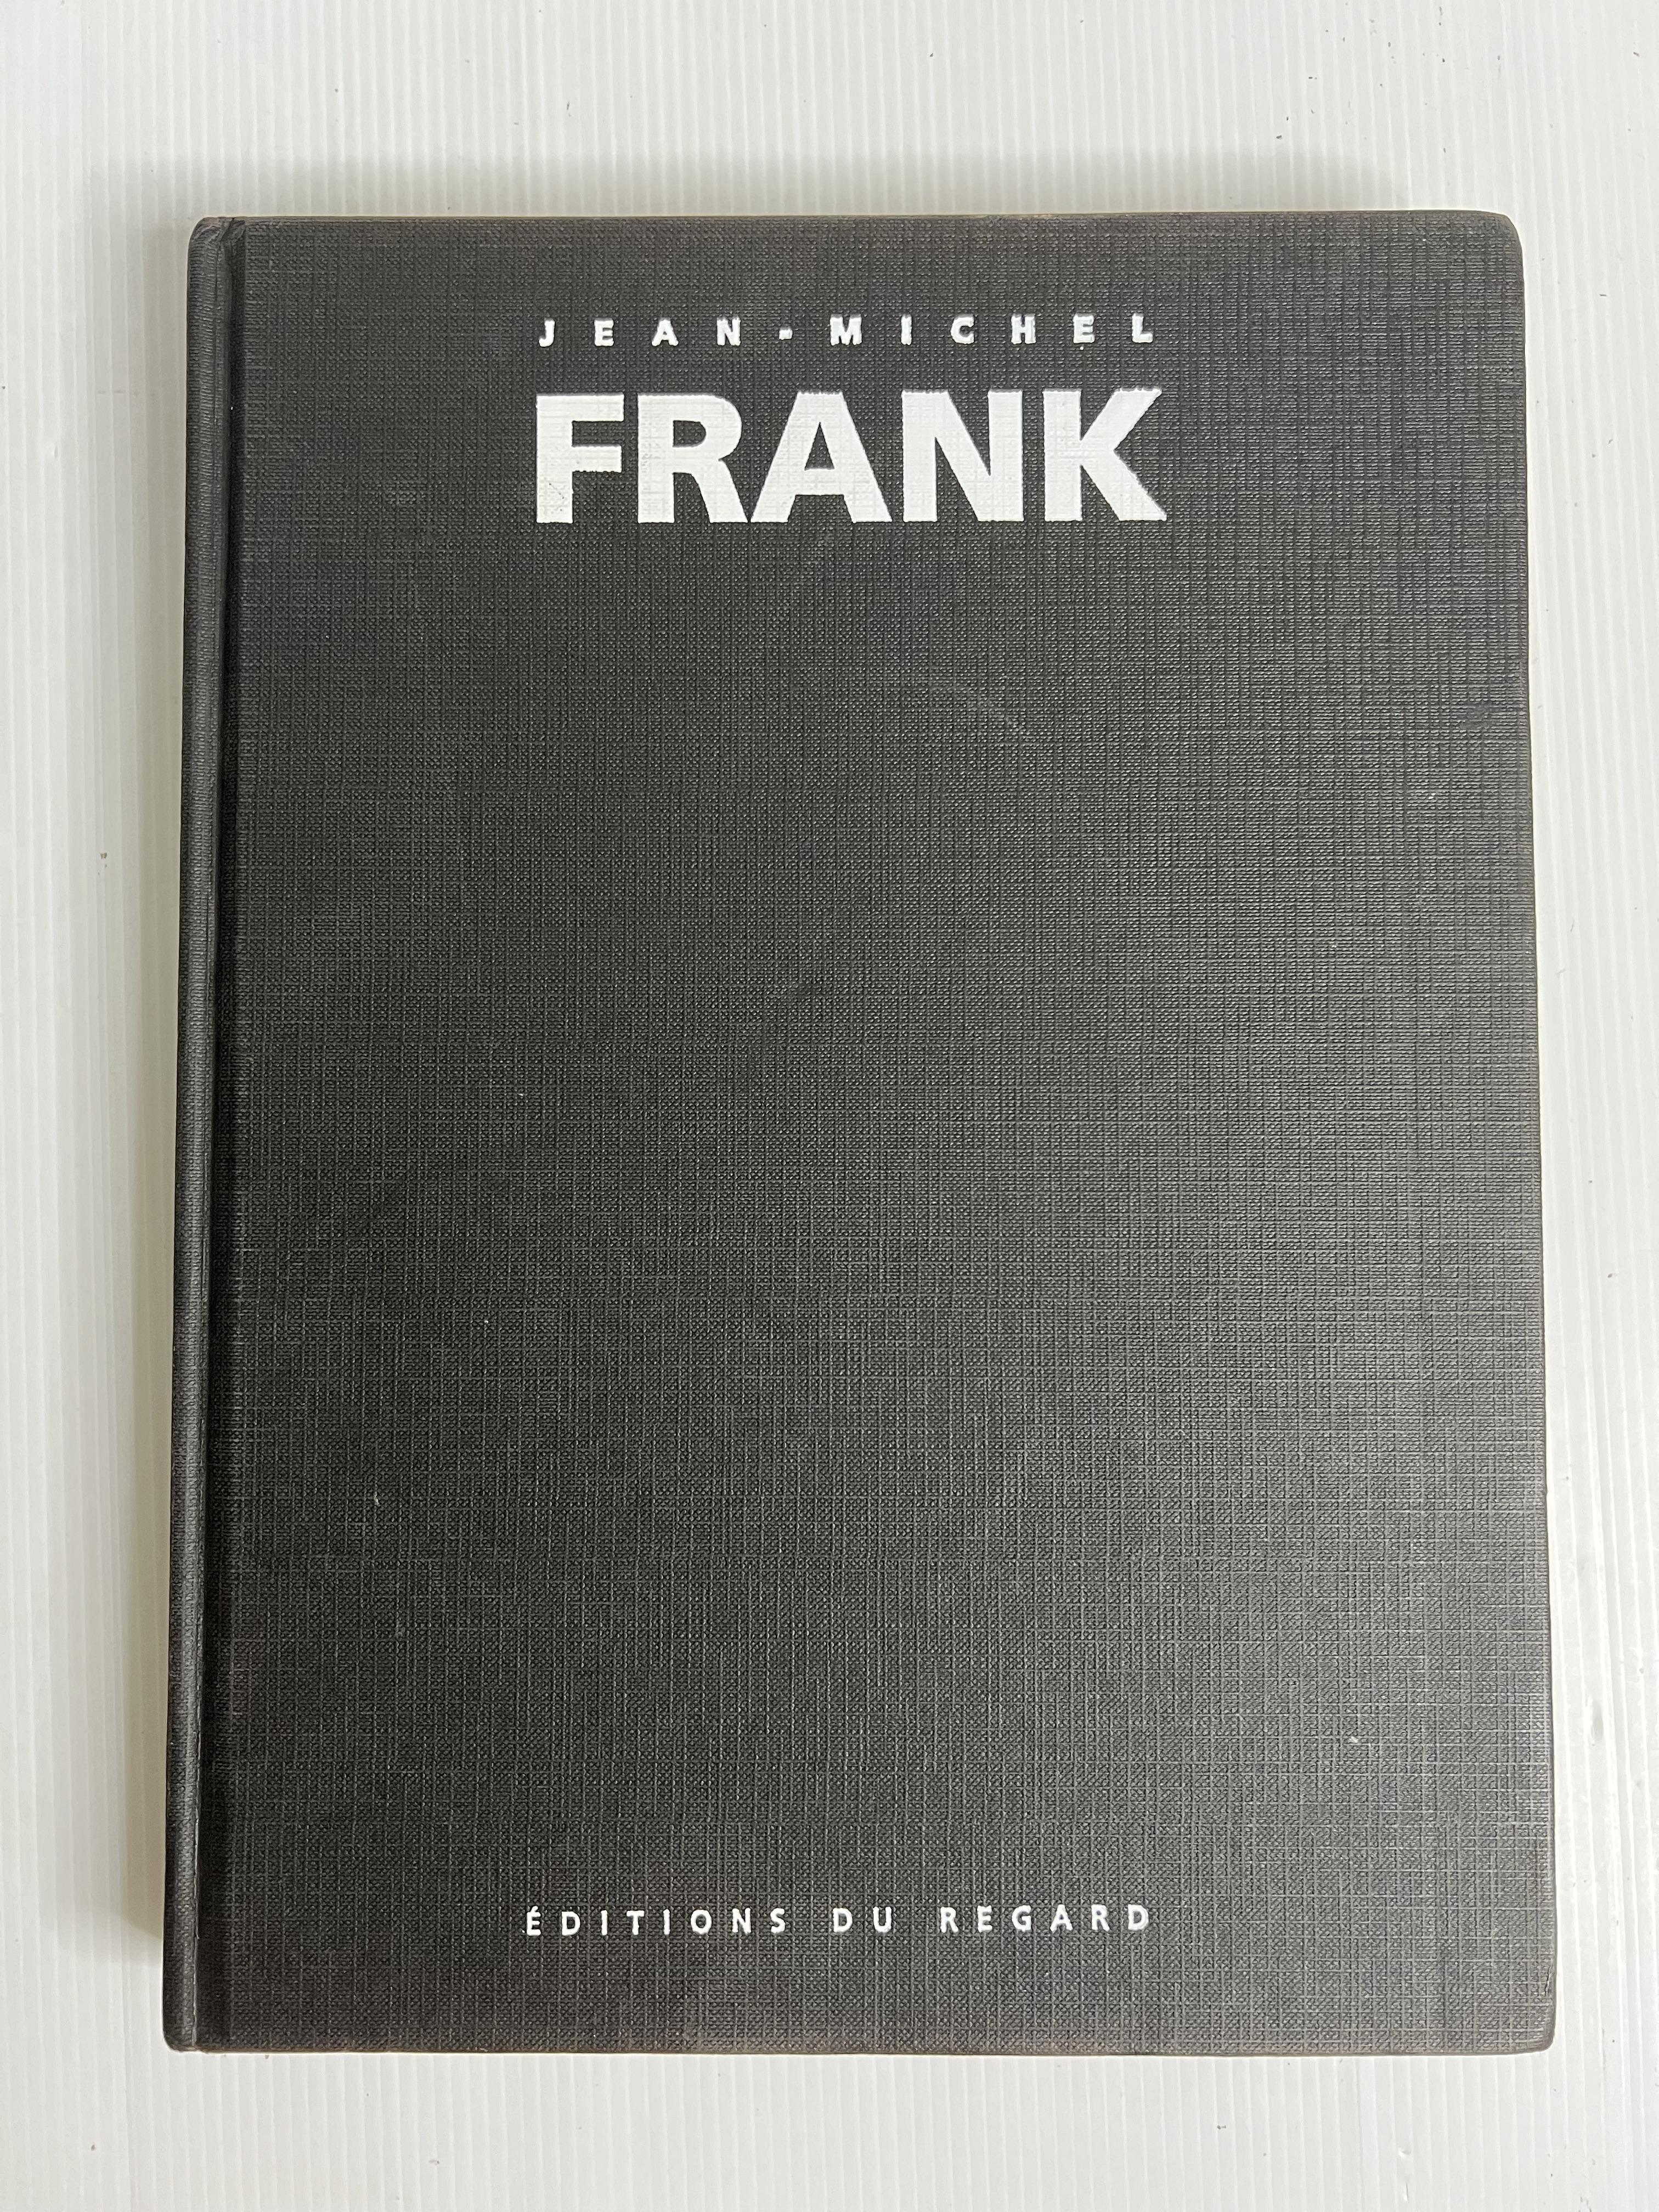 JEAN-MICHEL
FRANK
ÉDITIONS DU REGARD